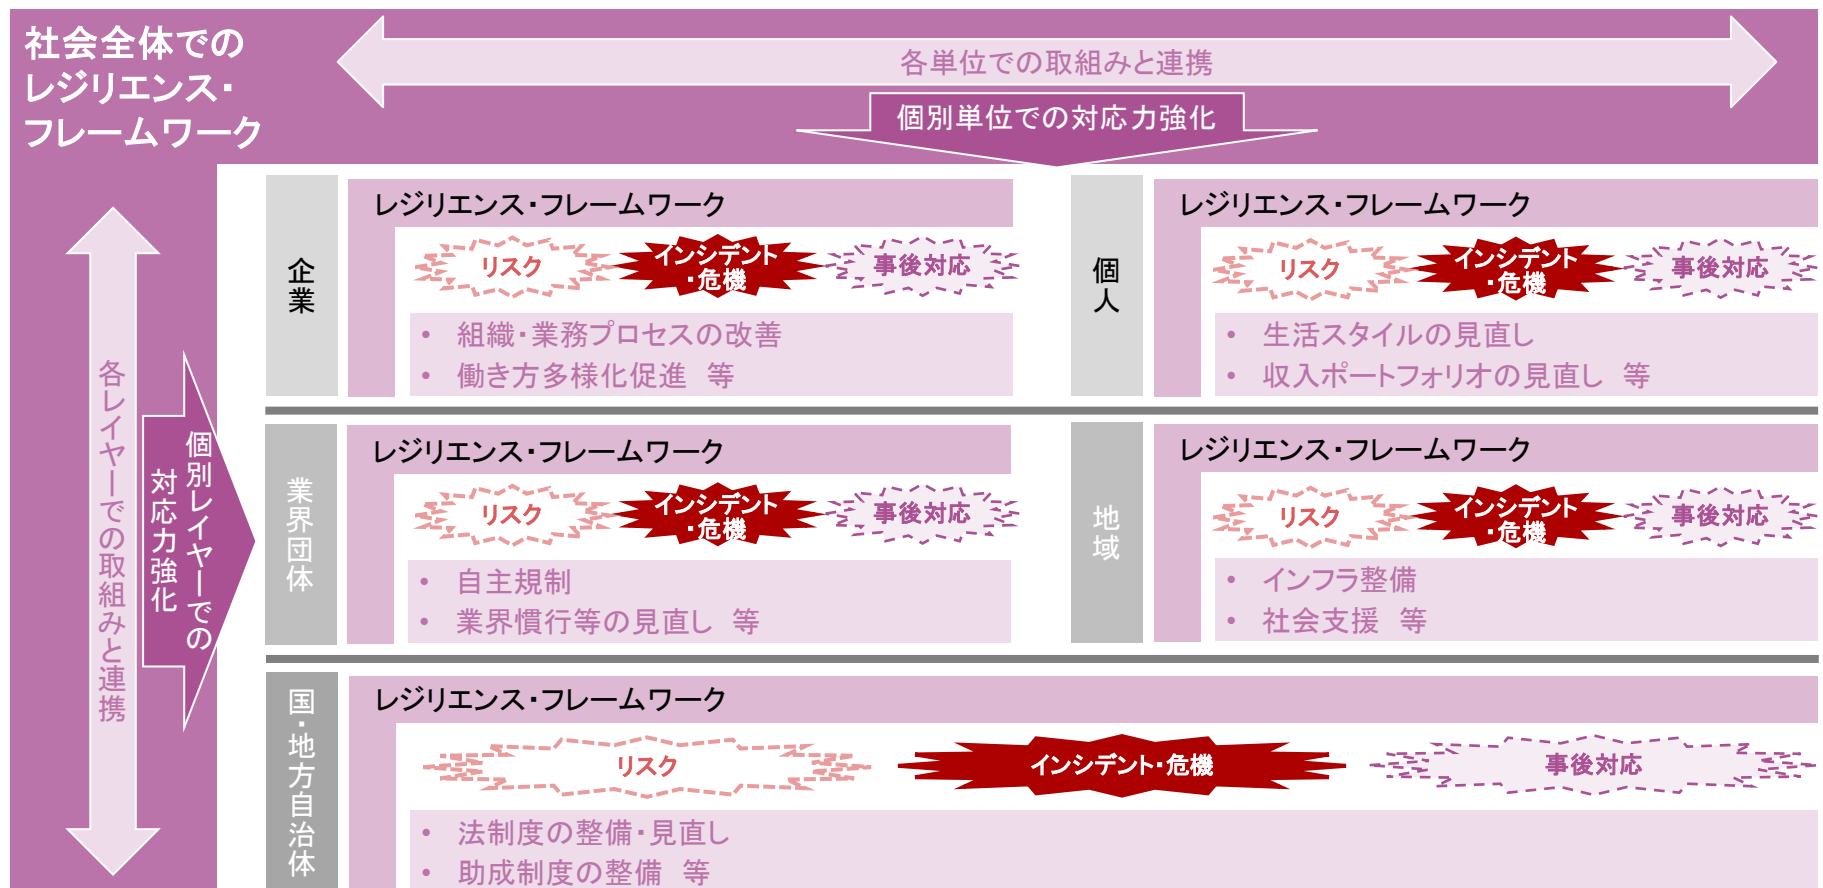 社会全体での
レジリエンス・
フレームワーク
各単位での取組みと連携
個別単位での対応力強化
各レイヤーでの取組みと連携
個別レイヤーでの
対応力強化
企業
レジリエンス・フレームワーク
リスク
インシデント
・危機
事後対応
• 組織・業務プロセスの改善
• 働き方多様化促進 等
個人
レジリエンス・フレームワーク
リスク
インシデント
・危機
事後対応
• 生活スタイルの見直し
• 収入ポートフォリオの見直し 等
業界団体
レジリエンス・フレームワーク
リスク
インシデント
・危機
事後対応
• 自主規制
• 業界慣行等の見直し 等
地域
レジリエンス・フレームワーク
リスク
インシデント
・危機
事後対応
• インフラ整備
• 社会支援 等
国・地方自治体
レジリエンス・フレームワーク
リスク
インシデント・危機
事後対応
• 法制度の整備・見直し
• 助成制度の整備 等